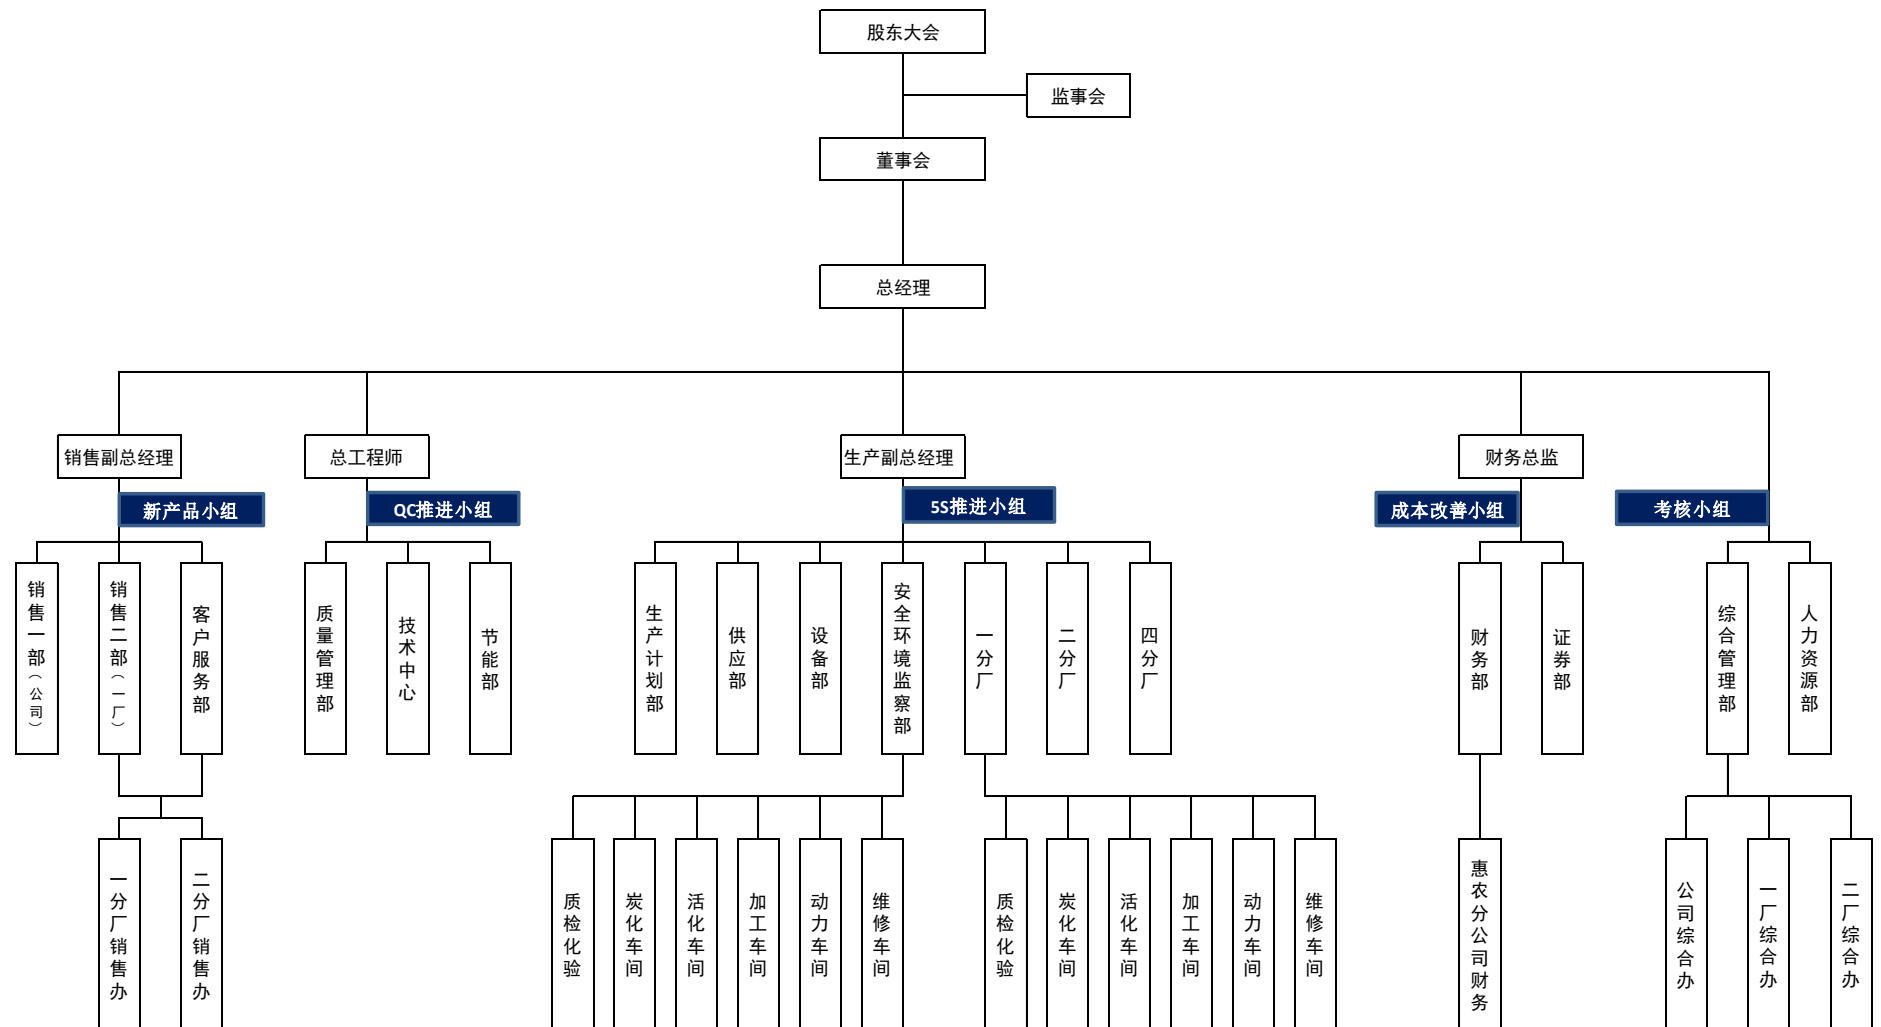 股东大会
监事会
董事会
总经理
销售副总经理
总工程师
生产副总经理
财务总监
新产品小组
QC推进小组
5S推进小组
成本改善小组
考核小组
销售一部（公司）
销售二部（一厂）
客户服务部
质量管理部
技术中心
节能部
生产计划部
供应部
设备部
安全环境监察部
一分厂
二分厂
四分厂
财务部
证券部
综合管理部
人力资源部
一分厂销售办
二分厂销售办
质检化验
炭化车间
活化车间
加工车间
动力车间
维修车间
质检化验
炭化车间
活化车间
加工车间
动力车间
维修车间
惠农分公司财务
公司综合办
一厂综合办
二厂综合办